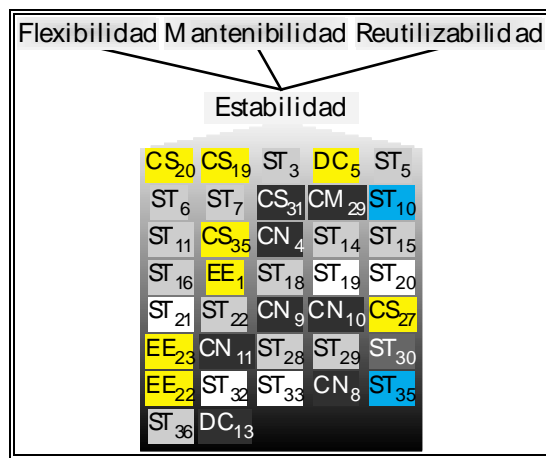 Flexibilidad Mantenibilidad Reutilizabilidad
Estabilidad
CS20 CS19 ST3 DC5 ST5
ST6 ST7 CS31 CM29 ST10
ST11 CS35 CN4 ST14 ST15
ST16 EE1 ST18 ST19 ST20
ST21 ST22 CN9 CN10 CS27
EE23 CN11 ST28 ST29 ST30
EE22 ST32 ST33 CN8 ST35
ST36 DC13